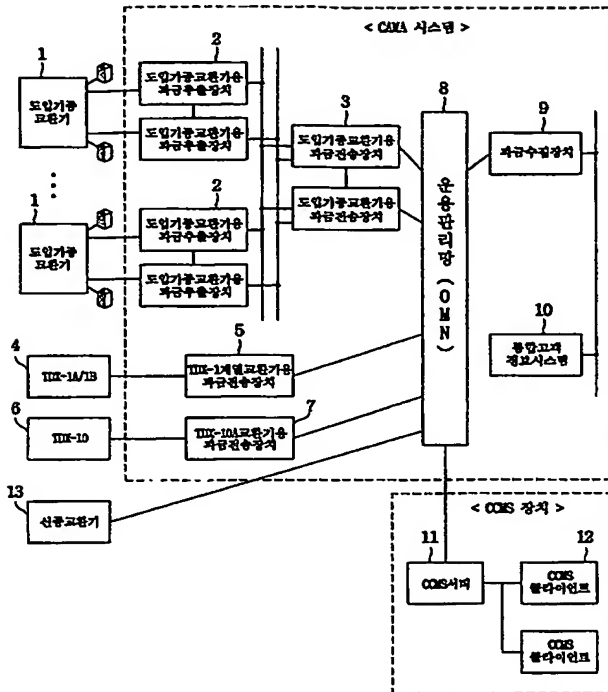 < CAMA 시스템 >
1
도입기종
교환기
2
도입기종교환기용
과금추출장치
도입기종교환기용
과금추출장치
3
도입기종교환기용
과금전송장치
도입기종교환기용
과금전송장치
8
운용관리망(OMN)
9
과금수집장치
1
도입기종
교환기
2
도입기종교환기용
과금추출장치
도입기종교환기용
과금추출장치
10
통합고객
정보시스템
4
TDX-1A/1B
5
TDX-1계열교환기용
과금전송장치
6
TDX-10
7
TDX-10A교환기용
과금전송장치
13
신종교환기
< CCMS 장치 >
11
CCMS서버
12
CCMS
클라이언트
CCMS
클라이언트